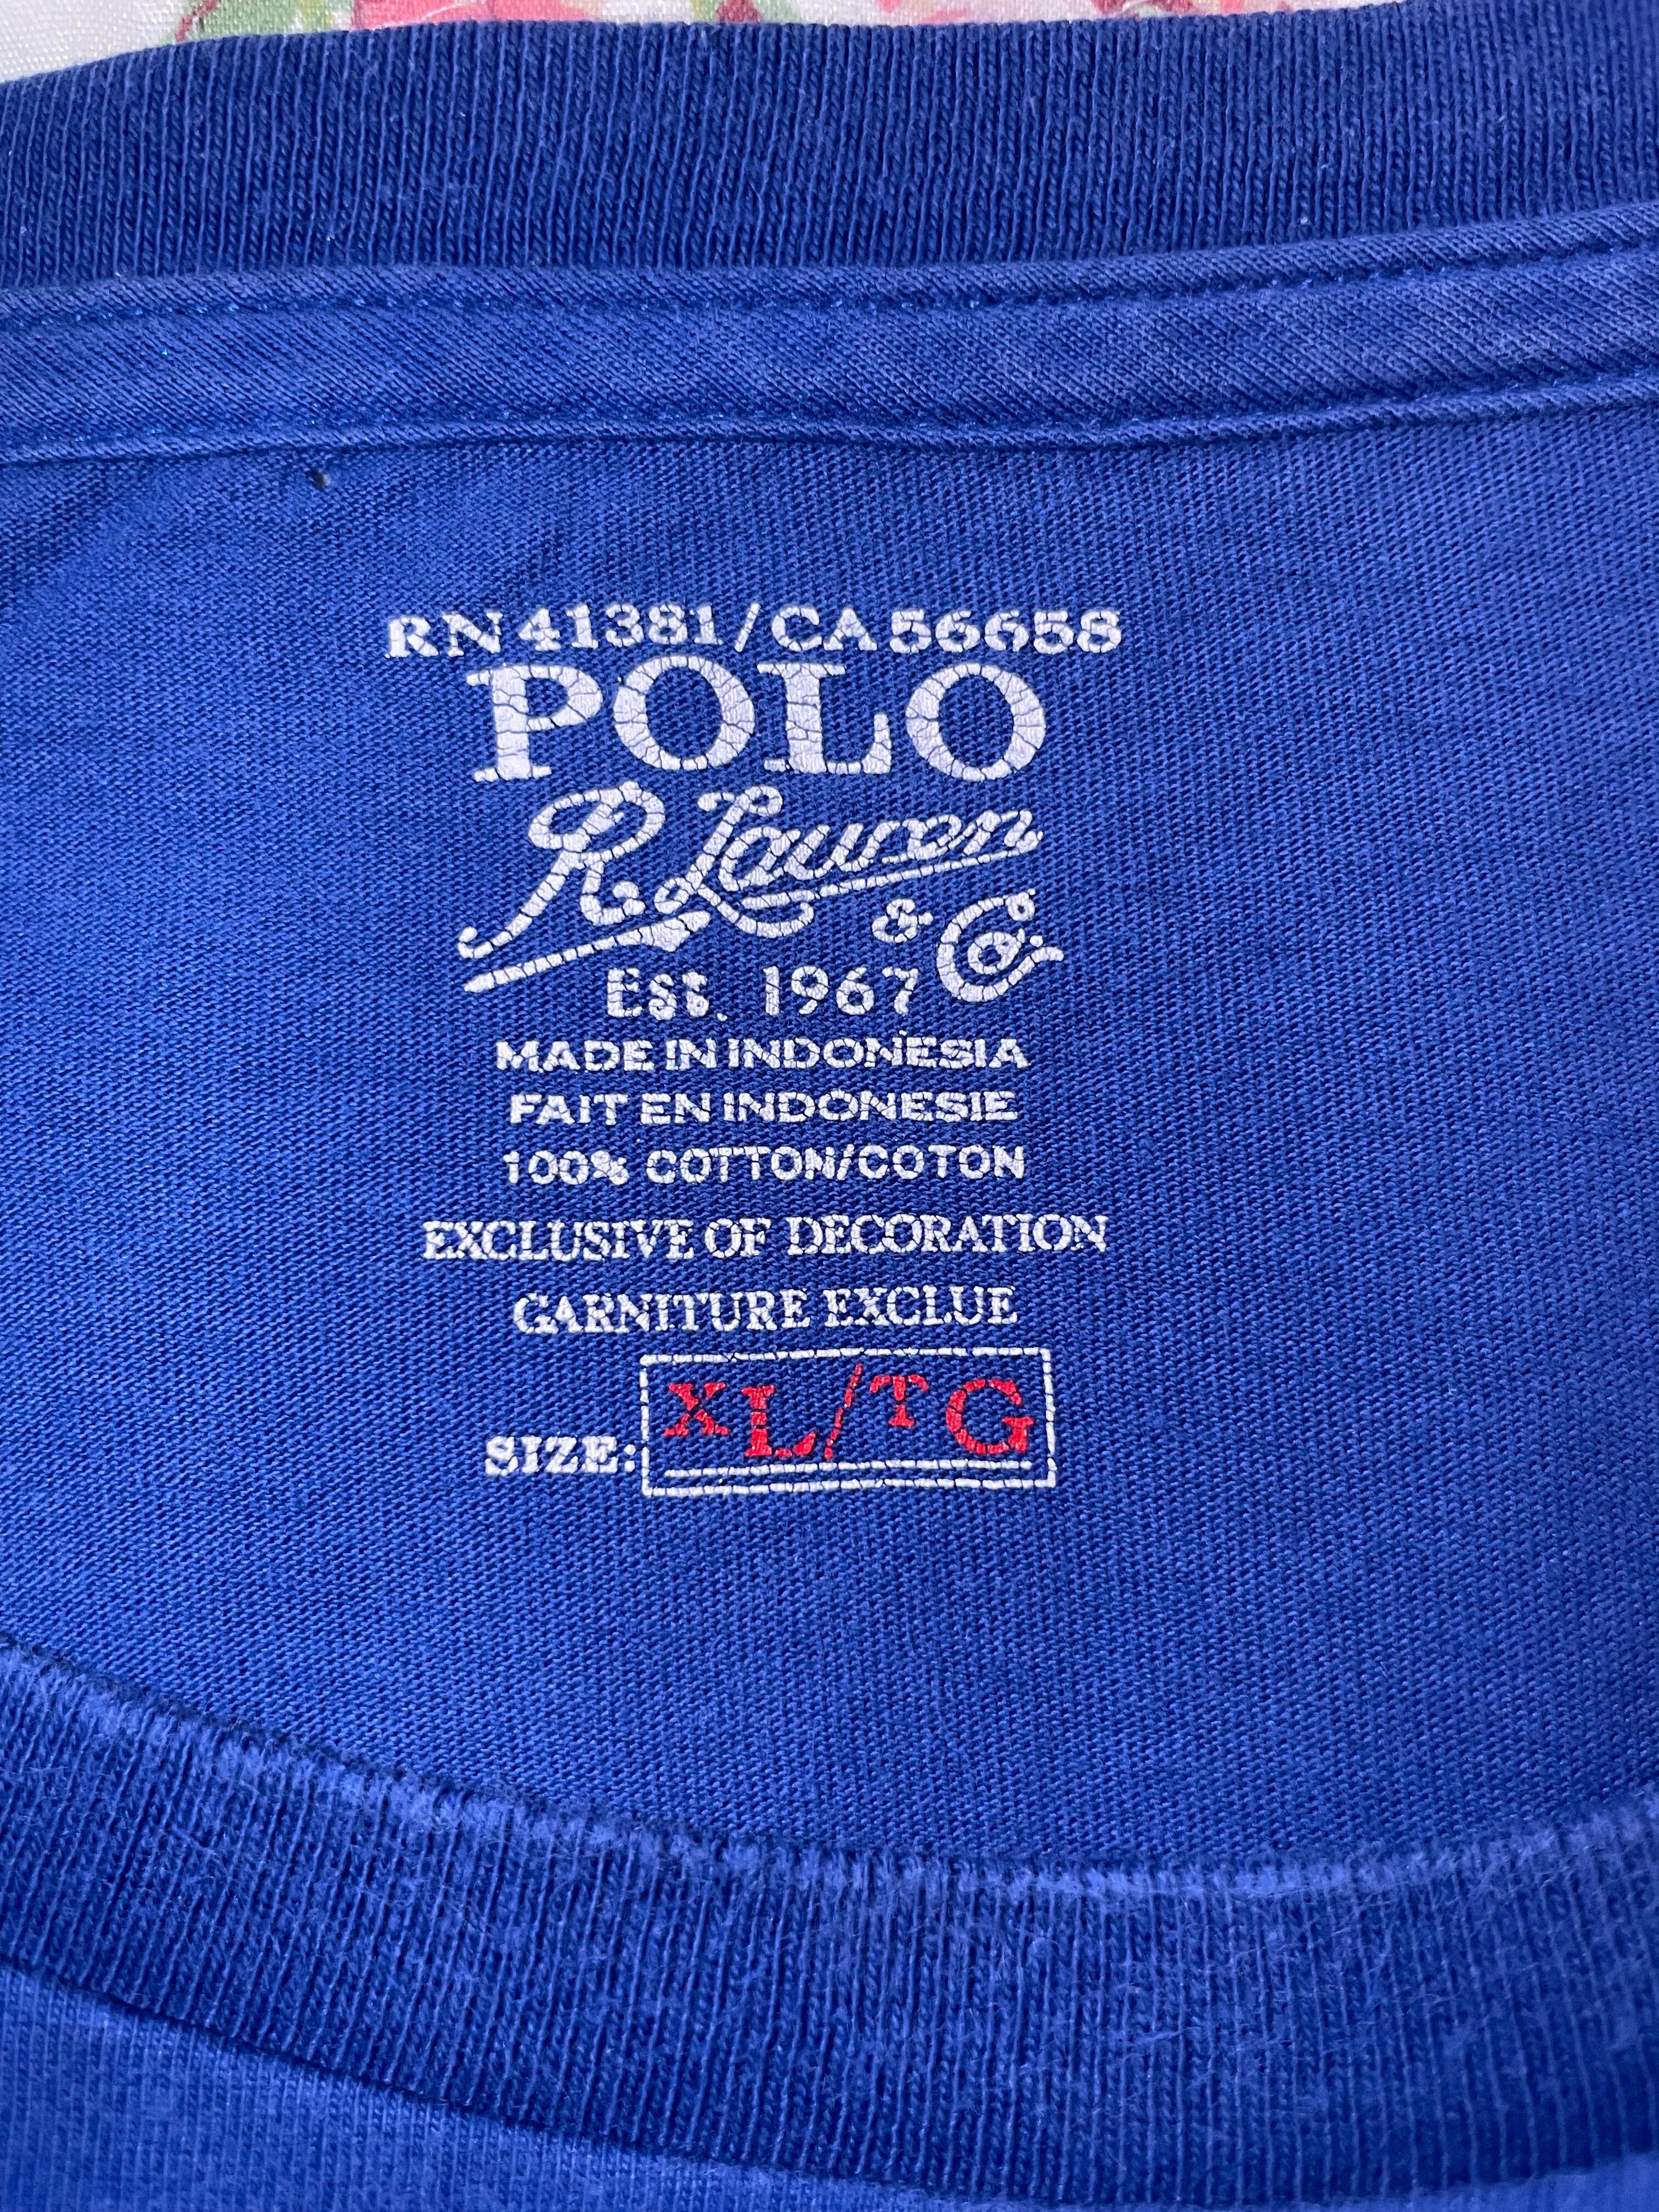 RN 41381/CA 56658
POLO
R. Lauren
& Co.
EST. 1967
MADE IN INDONESIA
FAIT EN INDONESIE
100% COTTON/COTON
EXCLUSIVE OF DECORATION
GARNITURE EXCLUE
SIZE: XL/TG